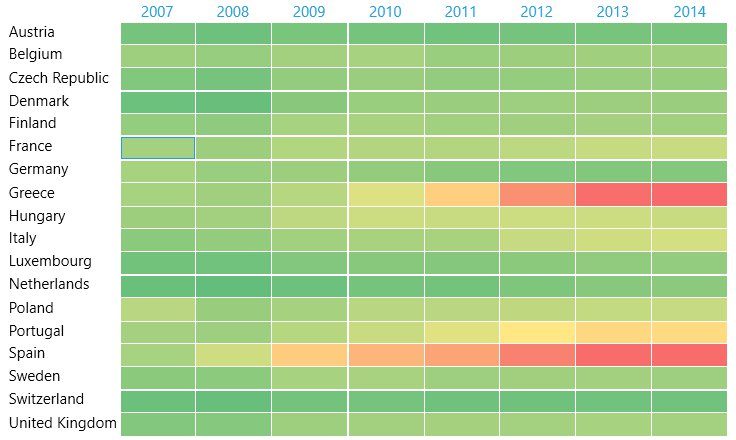 2007 2008 2009 2010 2011 2012 2013 2014
Austria
Belgium
Czech Republic
Denmark
Finland
France
Germany
Greece
Hungary
Italy
Luxembourg
Netherlands
Poland
Portugal
Spain
Sweden
Switzerland
United Kingdom